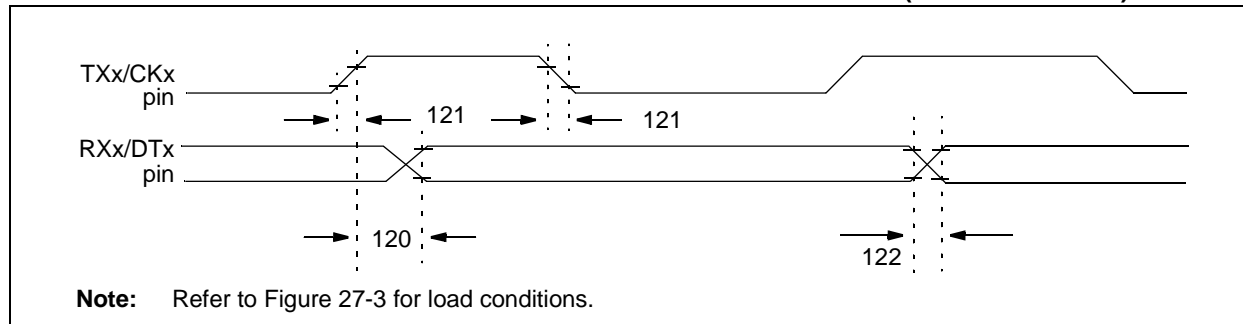 TXx/CKx
pin
121
121
RXx/DTx
pin
120
122
Note: Refer to Figure 27-3 for load conditions.